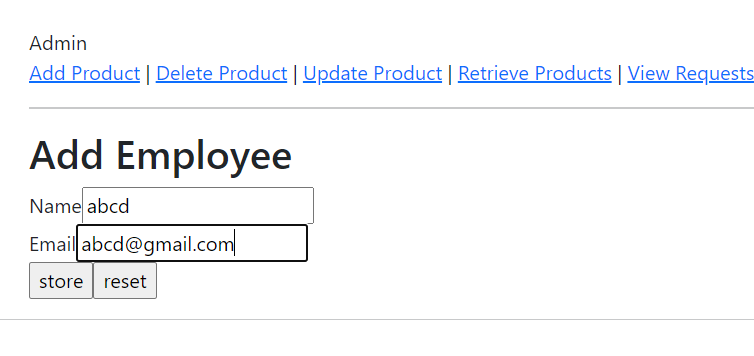 Admin
Add Product | Delete Product | Update Product | Retrieve Products | View Requests
Add Employee
Name abcd
Email abcd@gmail.com
store reset